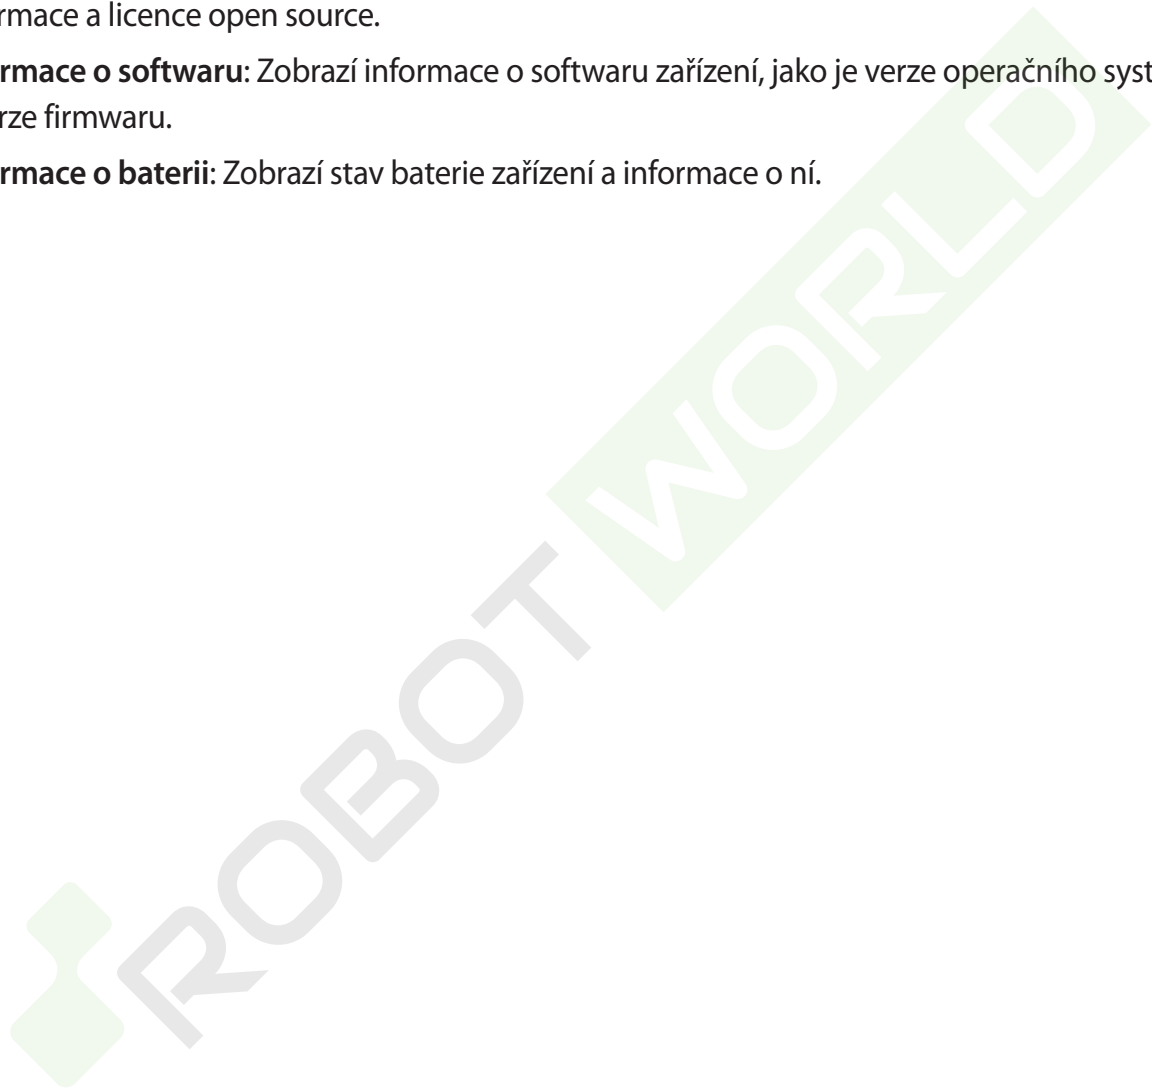 rmace a licence open source.
rmace o softwaru: Zobrazí informace o softwaru zařízení, jako je verze operačního syst
rze firmwaru.
rmace o baterii: Zobrazí stav baterie zařízení a informace o ní.
ROBOT WORLD